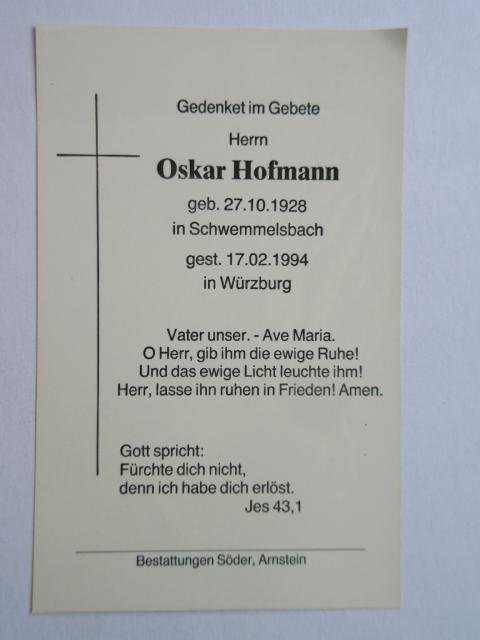 Gedenket im Gebete
Herrn
Oskar Hofmann
geb. 27.10.1928
in Schwemmelsbach
gest. 17.02.1994
in Würzburg
Vater unser. - Ave Maria.
O Herr, gib ihm die ewige Ruhe!
Und das ewige Licht leuchte ihm!
Herr, lasse ihn ruhen in Frieden! Amen.
Gott spricht:
Fürchte dich nicht,
denn ich habe dich erlöst.
Jes 43,1
Bestattungen Söder, Arnstein